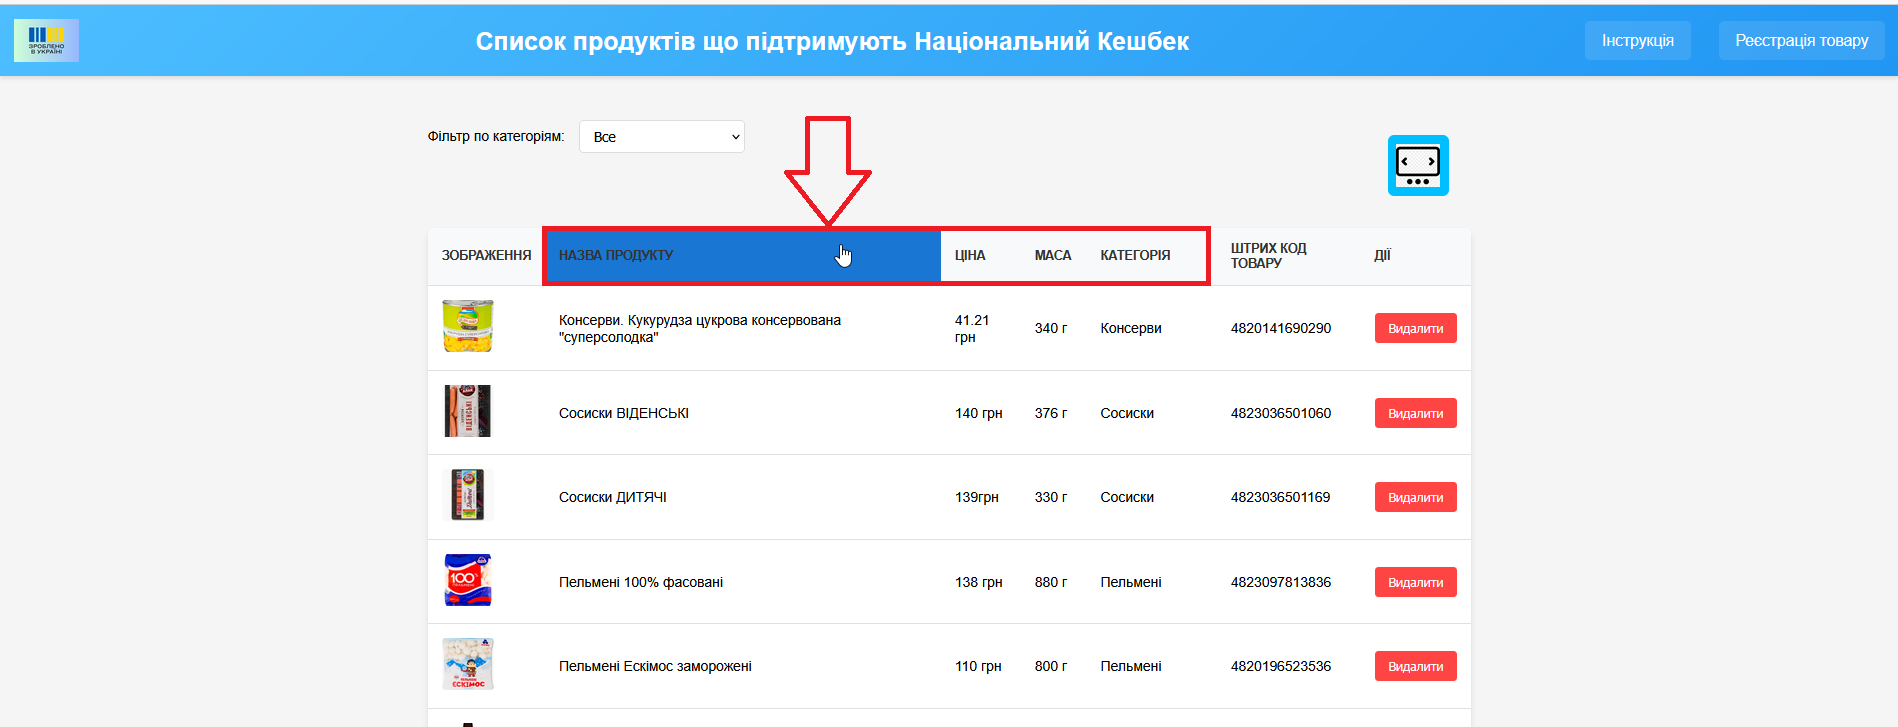 ЗРОБЛЕНО
В УКРАЇНІ
Список продуктів що підтримують Національний Кешбек
Інструкція
Реєстрація товару
Фільтр по категоріям:
Все
ЗОБРАЖЕННЯ
НАЗВА ПРОДУКТУ
ЦІНА
МАСА
КАТЕГОРІЯ
ШТРИХ КОД
ТОВАРУ
ДІЇ
Консерви. Кукурудза цукрова консервована
"суперсолодка"
41.21
грн
340 г
Консерви
4820141690290
Видалити
ВІДЕНСЬКІ
Сосиски ВІДЕНСЬКІ
140 грн
376 г
Сосиски
4823036501060
Видалити
Сосиски ДИТЯЧІ
139грн
330 г
Сосиски
4823036501169
Видалити
100%
Пельмені 100% фасовані
138 грн
880 г
Пельмені
4823097813836
Видалити
ЕСКІМОС
Пельмені Ескімос заморожені
110 грн
800 г
Пельмені
4820196523536
Видалити